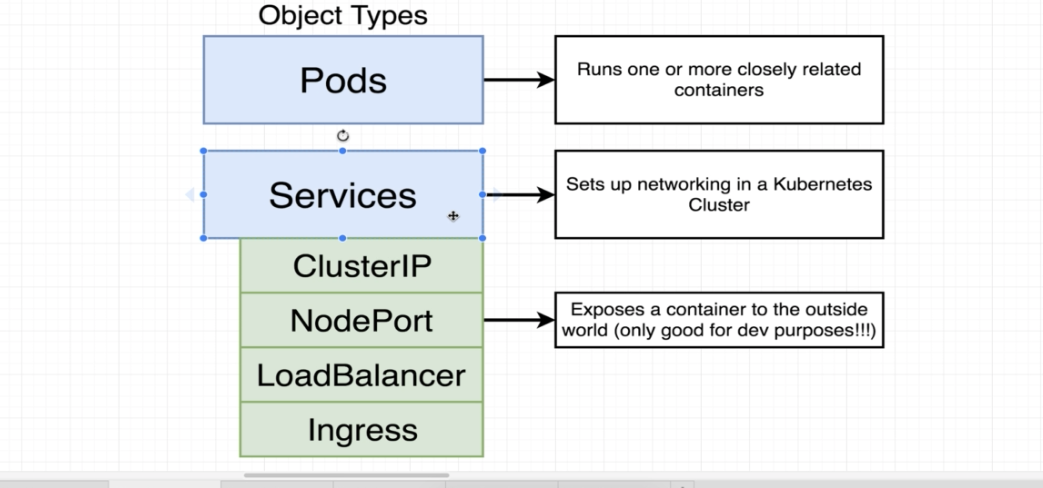 Object Types
Pods
Runs one or more closely related
containers
Services
Sets up networking in a Kubernetes
Cluster
ClusterIP
NodePort
Exposes a container to the outside
world (only good for dev purposes!!!)
LoadBalancer
Ingress